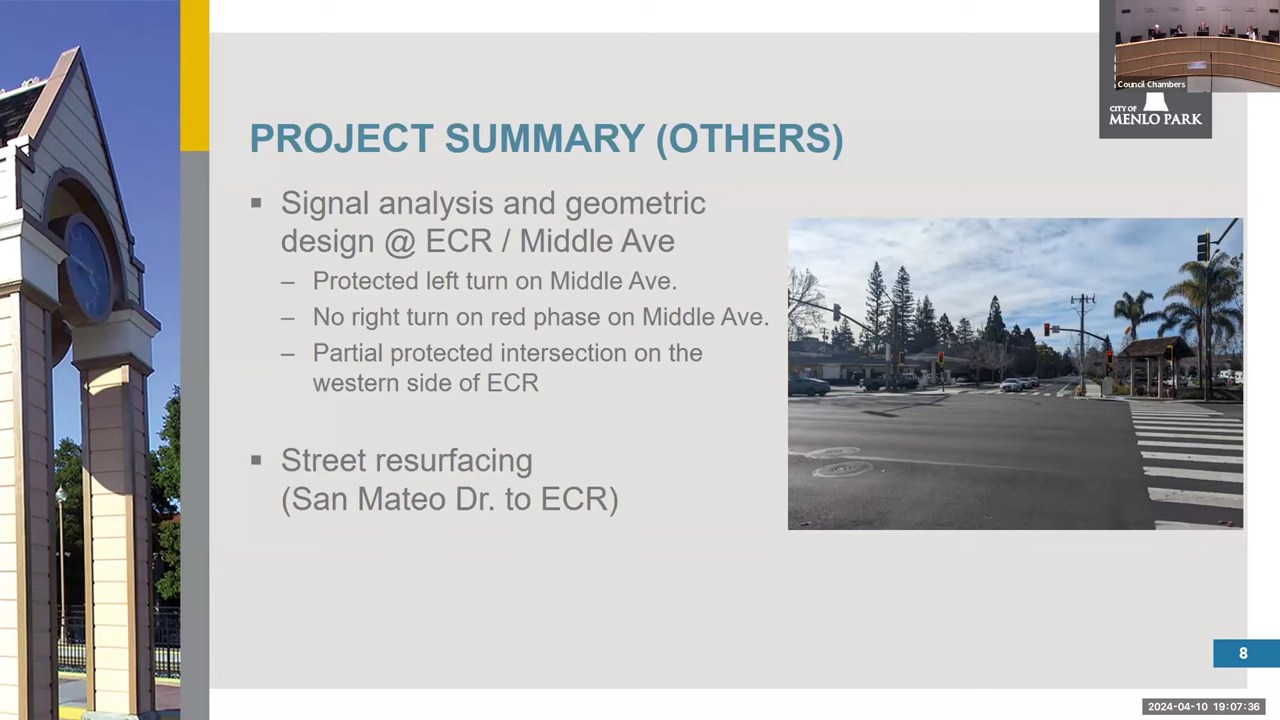 Council Chambers
CITY OF
MENLO PARK
PROJECT SUMMARY (OTHERS)
▪ Signal analysis and geometric
design @ ECR / Middle Ave
– Protected left turn on Middle Ave.
– No right turn on red phase on Middle Ave.
– Partial protected intersection on the
western side of ECR
▪ Street resurfacing
(San Mateo Dr. to ECR)
8
2024-04-10 19:07:36